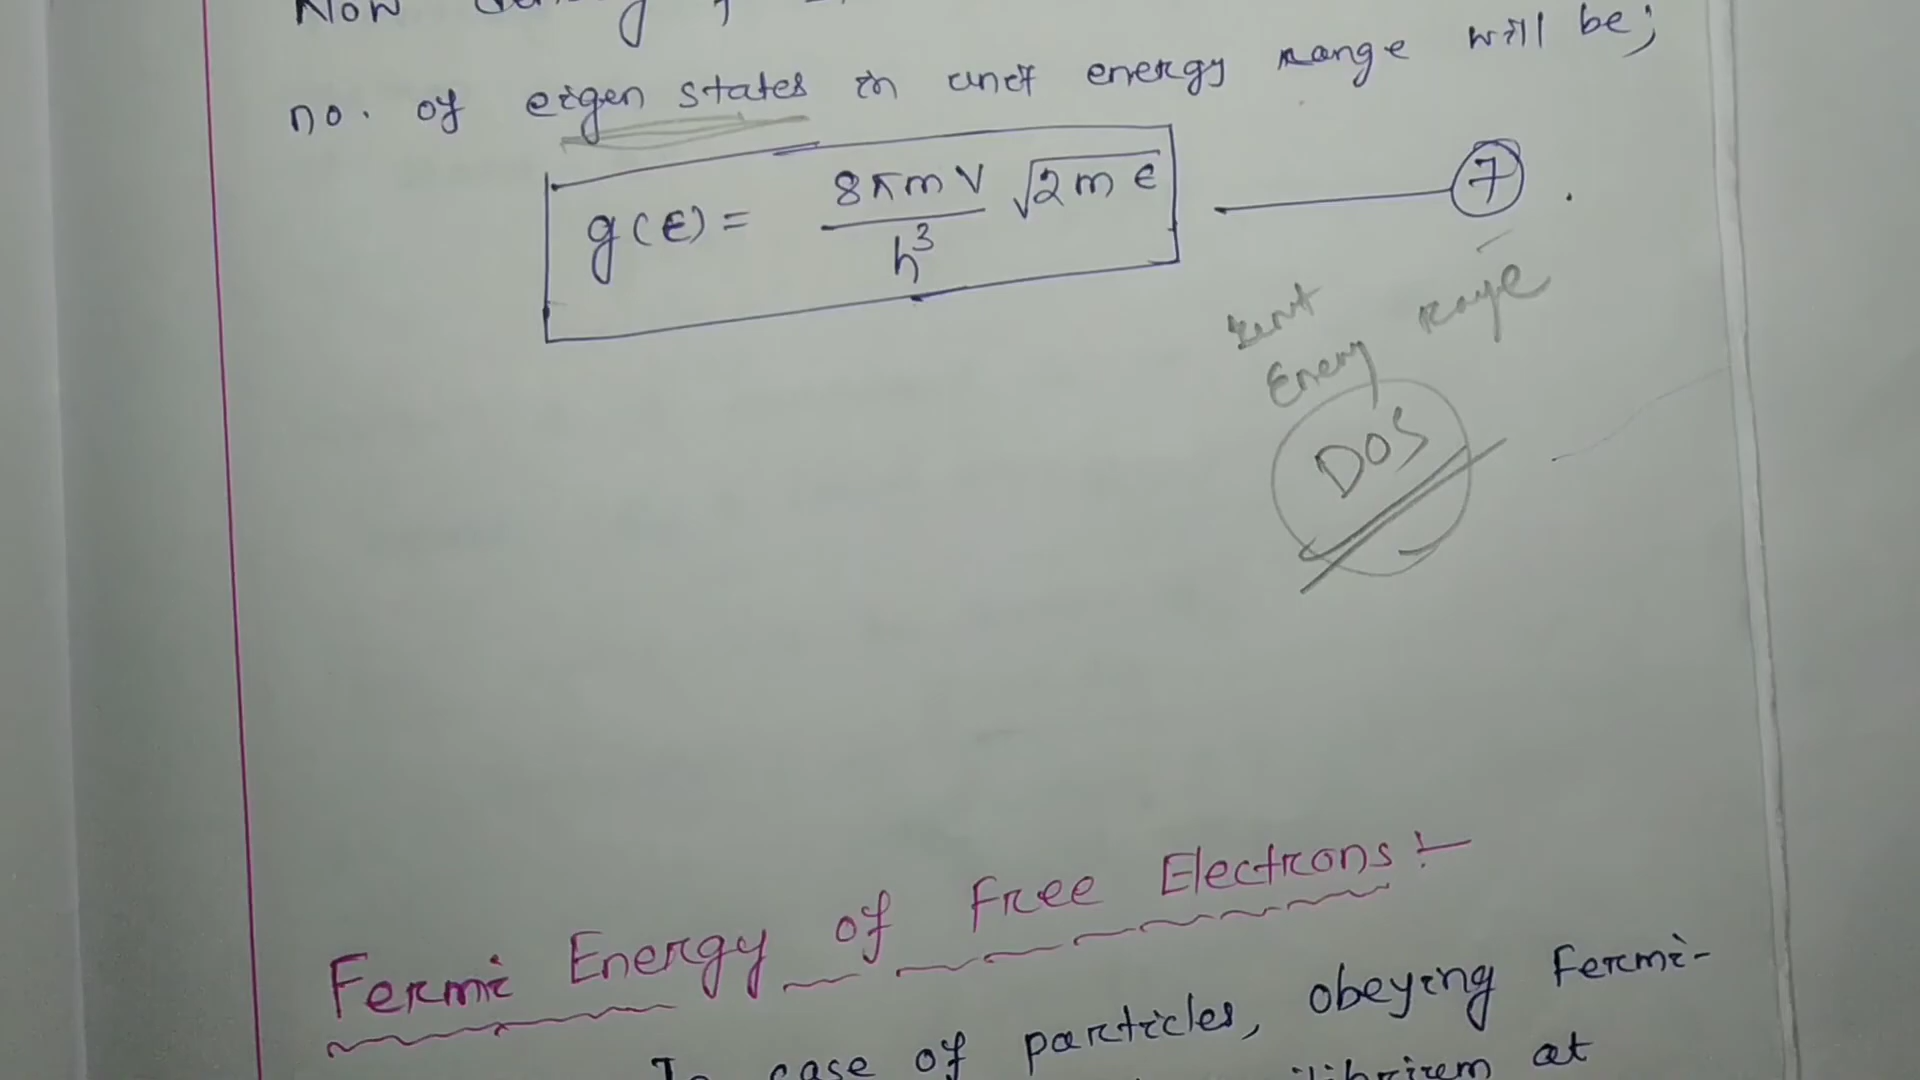 Now
no. of eigen states in unit energy range will be;
g(ϵ) = 8πmV/h³ √2mϵ —— 7 .
Energy range
DOS
Fermi Energy of Free Electrons :-
In case of particles, obeying Fermi-
at